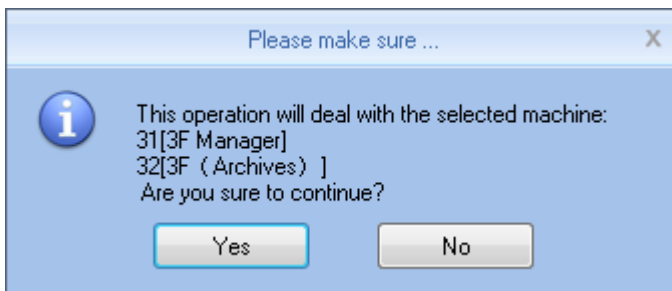 Please make sure ...
X
This operation will deal with the selected machine:
31[3F Manager]
32[3F（Archives）]
Are you sure to continue?
Yes
No